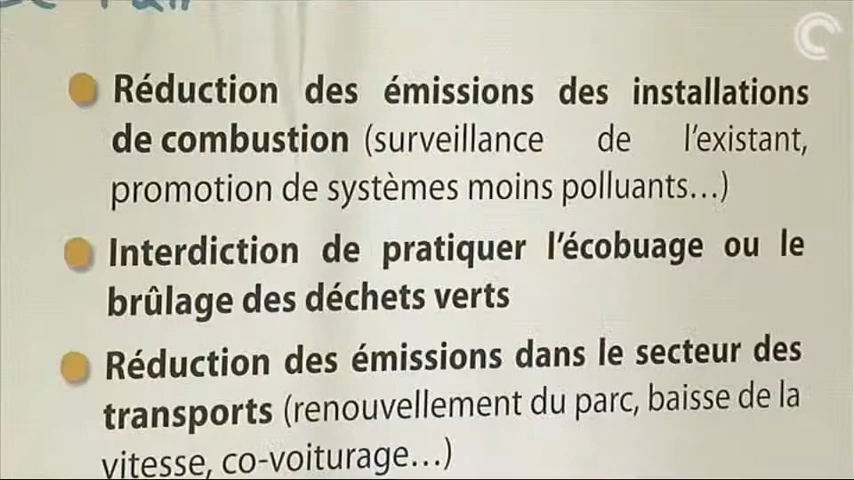 Réduction des émissions des installations
de combustion (surveillance de l'existant,
promotion de systèmes moins polluants...)
Interdiction de pratiquer l'écobuage ou le
brûlage des déchets verts
Réduction des émissions dans le secteur des
transports (renouvellement du parc, baisse de la
vitesse, co-voiturage...)